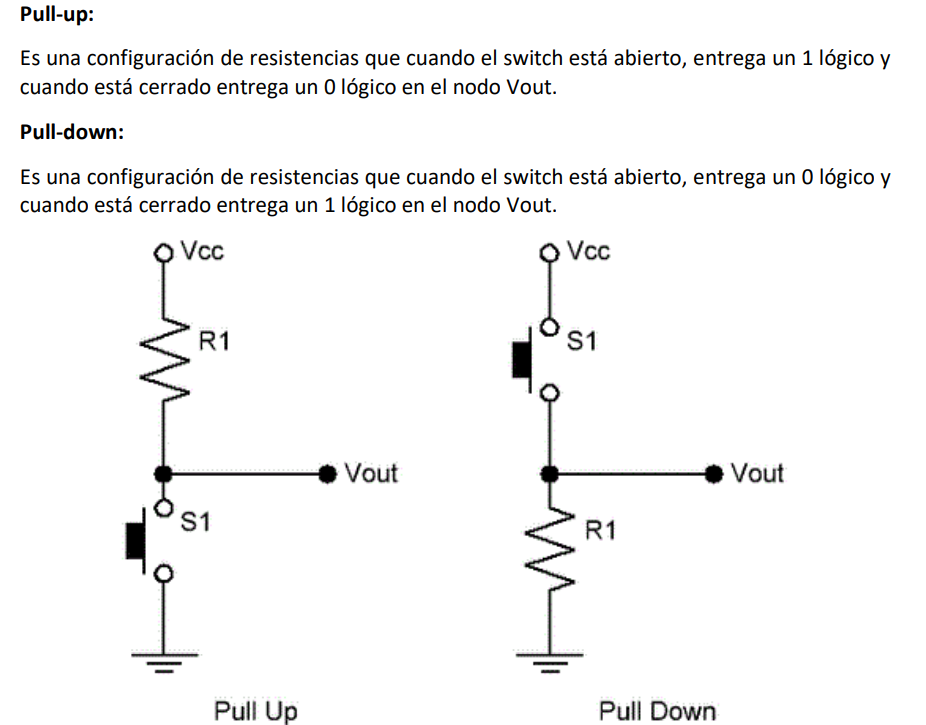 Pull-up:
Es una configuración de resistencias que cuando el switch está abierto, entrega un 1 lógico y
cuando está cerrado entrega un 0 lógico en el nodo Vout.
Pull-down:
Es una configuración de resistencias que cuando el switch está abierto, entrega un 0 lógico y
cuando está cerrado entrega un 1 lógico en el nodo Vout.
Vcc
R1
Vout
S1
Pull Up
Vcc
S1
Vout
R1
Pull Down